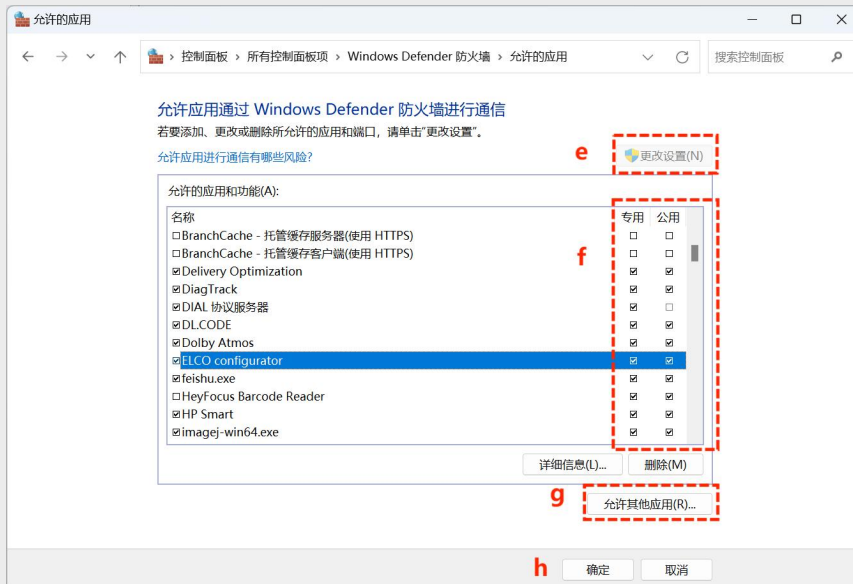 允许的应用
控制面板 › 所有控制面板项 › Windows Defender 防火墙 › 允许的应用
搜索控制面板
允许应用通过 Windows Defender 防火墙进行通信
若要添加、更改或删除所允许的应用和端口，请单击"更改设置"。
允许应用进行通信有哪些风险?
e
更改设置(N)
允许的应用和功能(A):
名称 专用 公用
BranchCache - 托管缓存服务器(使用 HTTPS)
BranchCache - 托管缓存客户端(使用 HTTPS)
f
Delivery Optimization
DiagTrack
DIAL 协议服务器
DL.CODE
Dolby Atmos
ELCO configurator
feishu.exe
HeyFocus Barcode Reader
HP Smart
imagej-win64.exe
详细信息(L)... 删除(M)
g
允许其他应用(R)...
h 确定 取消